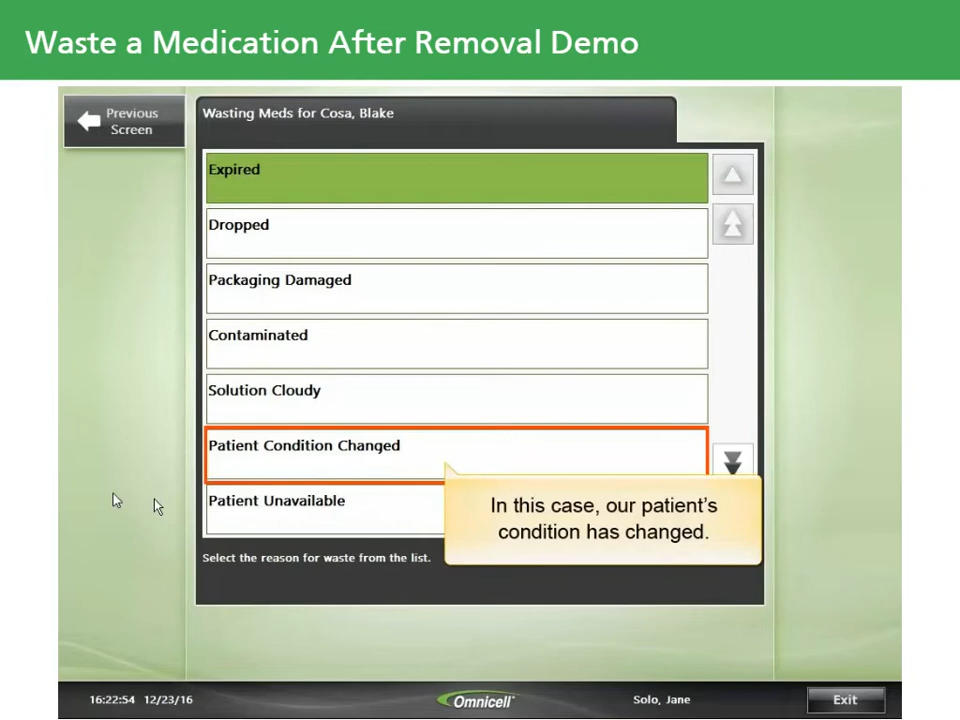 Waste a Medication After Removal Demo
Previous
Screen
Wasting Meds for Cosa, Blake
Expired
Dropped
Packaging Damaged
Contaminated
Solution Cloudy
Patient Condition Changed
Patient Unavailable
In this case, our patient's
condition has changed.
Select the reason for waste from the list.
16:22:54 12/23/16
Omnicell
Solo, Jane
Exit